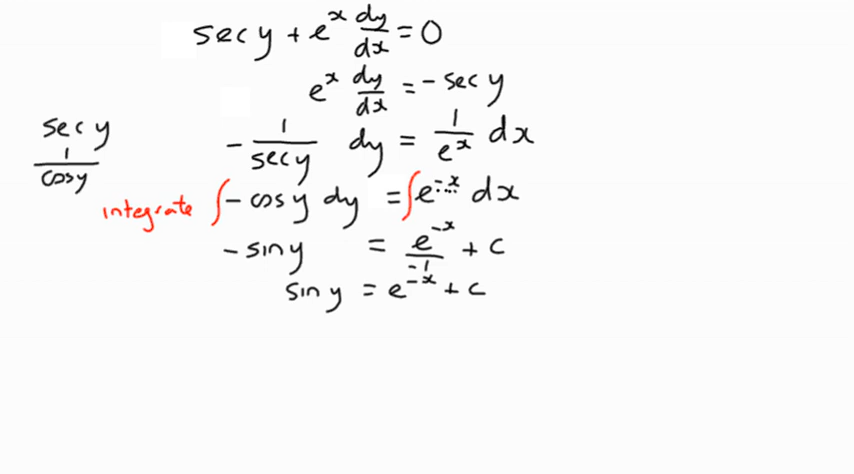 sec y + e^x dy/dx = 0
e^x dy/dx = - sec y
sec y
1/cos y
- 1/sec y dy = 1/e^x dx
integrate ∫ - cos y dy = ∫ e^-x dx
- sin y = e^-x/-1 + c
sin y = e^-x + c